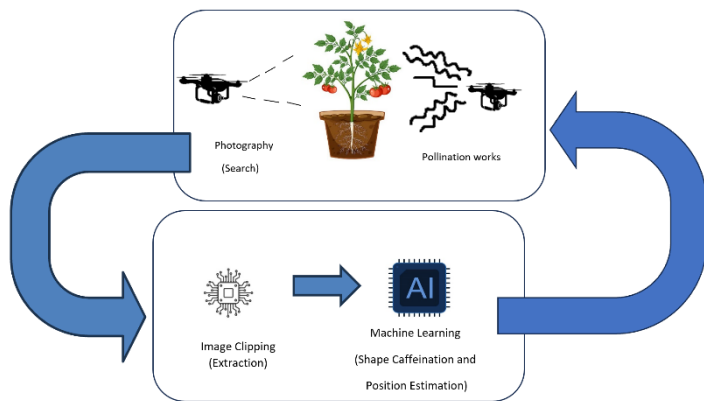 Photography
(Search)
Pollination works
Image Clipping
(Extraction)
AI
Machine Learning
(Shape Caffeination and
Position Estimation)